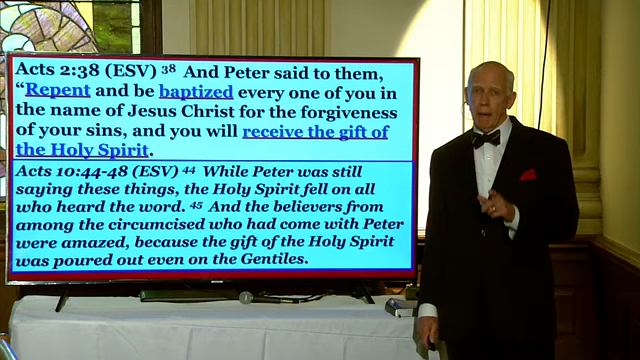 Acts 2:38 (ESV) 38 And Peter said to them,
“Repent and be baptized every one of you in
the name of Jesus Christ for the forgiveness
of your sins, and you will receive the gift of
the Holy Spirit.
Acts 10:44-48 (ESV) 44 While Peter was still
saying these things, the Holy Spirit fell on all
who heard the word. 45 And the believers from
among the circumcised who had come with Peter
were amazed, because the gift of the Holy Spirit
was poured out even on the Gentiles.